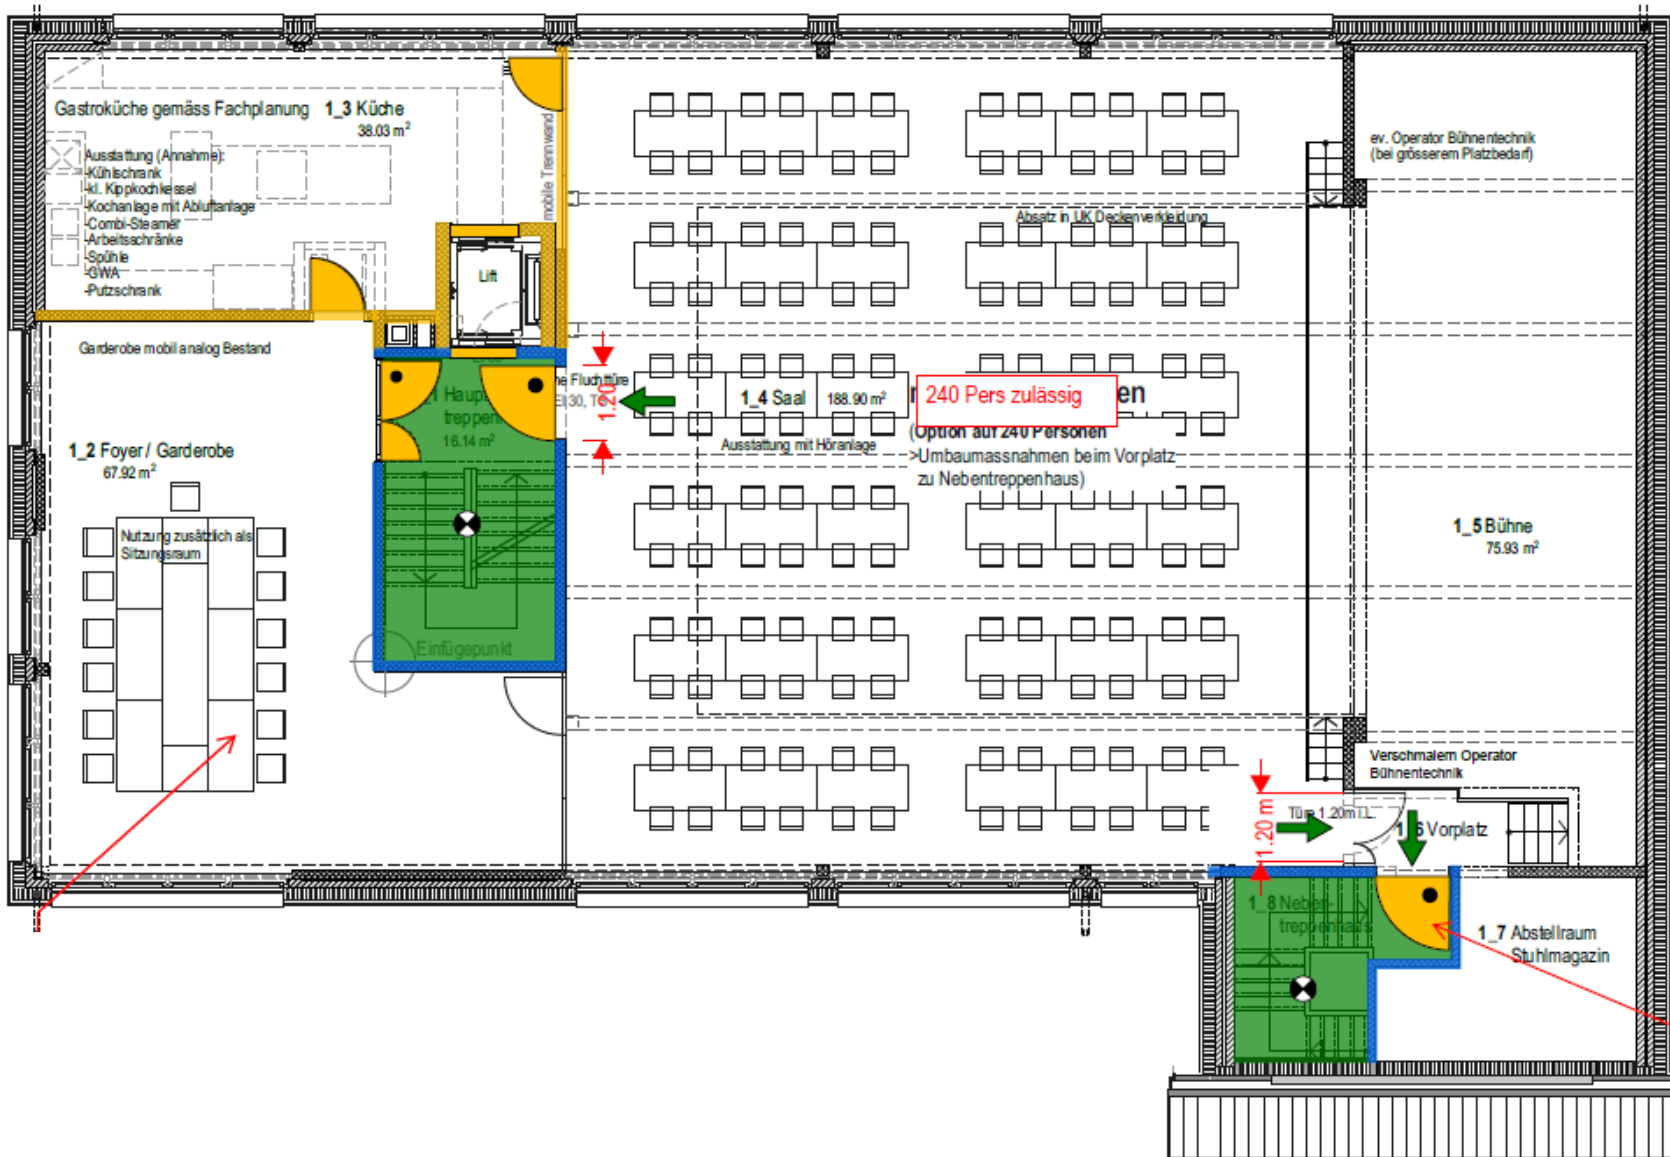 Gastroküche gemäss Fachplanung
1_3 Küche
38.03 m²
Ausstattung (Annahme):
-Kühlschrank
-kl. Kippkochkessel
-Kochanlage mit Abluftanlage
-Combi-Steamer
-Arbeitsschränke
-Spühle
-GWA
-Putzschrank
mobile Trennwand
Lift
ev. Operator Bühnentechnik
(bei grösserem Platzbedarf)
Absatz in UK Deckenverkleidung
Garderobe mobil analog Bestand
Fluchttüre
EI30,
1.20
treppen
16.14 m²
1_4 Saal 188.90 m²
240 Pers zulässig
en
Ausstattung mit Höranlage
(Option auf 240 Personen
>Umbaumassnahmen beim Vorplatz
zu Nebentreppenhaus)
1_2 Foyer / Garderobe
67.92 m²
Nutzung zusätzlich als
Sitzungsraum
1_5 Bühne
75.93 m²
Einfügepunkt
Verschmalern Operator
Bühnentechnik
1.20 m
Türe 1.20m i.L.
1_6 Vorplatz
1_8 Neben-
treppenhaus
1_7 Abstellraum
Stuhlmagazin